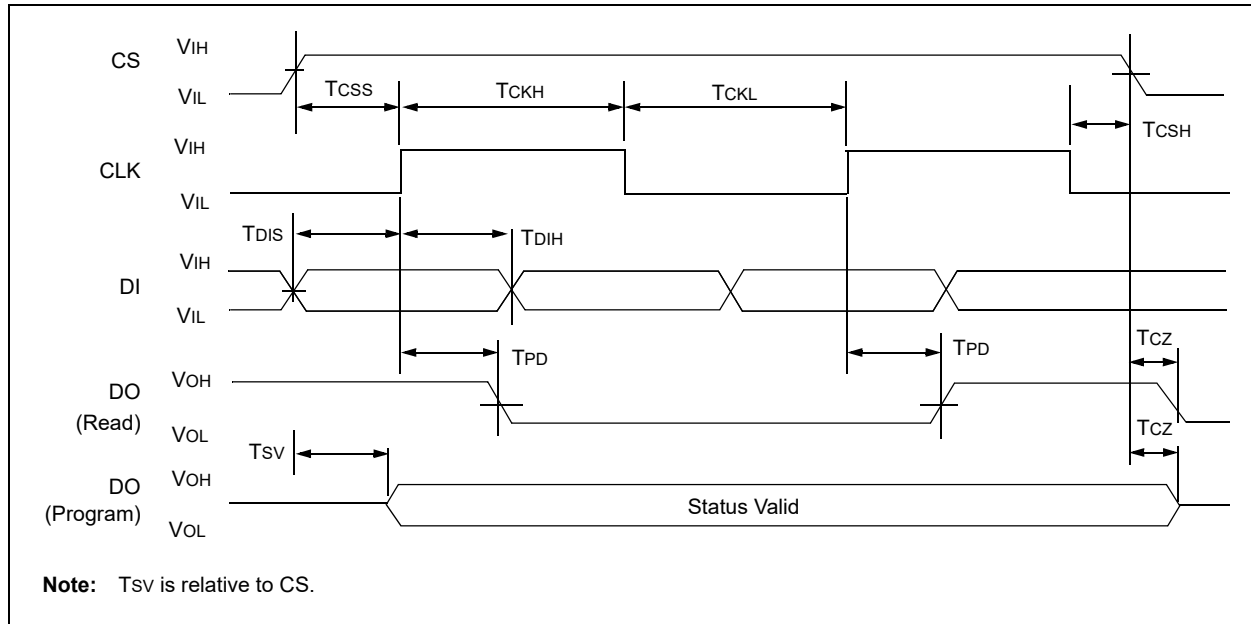 CS
VIH
VIL
TCSS
TCKH
TCKL
TCSH
CLK
VIH
VIL
TDIS
TDIH
DI
VIH
VIL
TPD
TPD
TCZ
DO
(Read)
VOH
VOL
TSV
TCZ
DO
(Program)
VOH
VOL
Status Valid
Note: TSV is relative to CS.